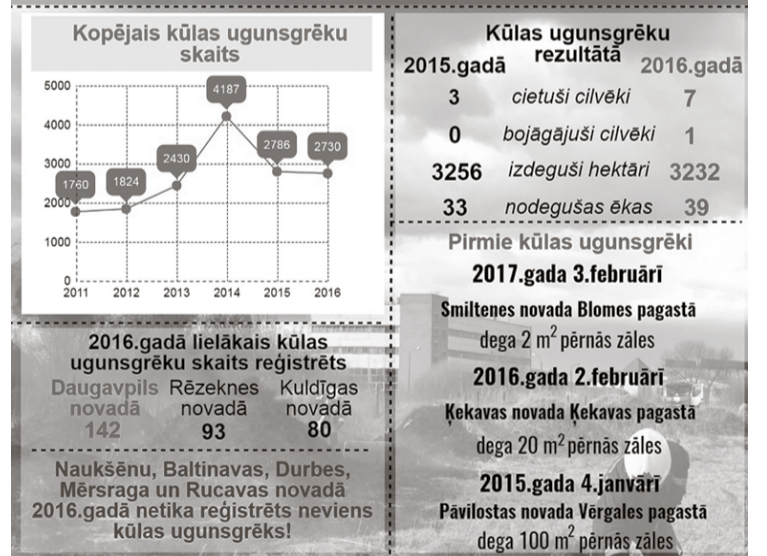 Kopējais kūlas ugunsgrēku
skaits
5000
4000
3000
2000
1000
0
1760
1824
2430
4187
2786
2730
2011 2012 2013 2014 2015 2016
Kūlas ugunsgrēku
rezultātā
2015.gadā 2016.gadā
3 cietuši cilvēki 7
0 bojāgājuši cilvēki 1
3256 izdeguši hektāri 3232
33 nodegušas ēkas 39
2016.gadā lielākais kūlas
ugunsgrēku skaits reģistrēts
Daugavpils Rēzeknes Kuldīgas
novadā novadā novadā
142 93 80
Naukšēnu, Baltinavas, Durbes,
Mērsraga un Rucavas novadā
2016.gadā netika reģistrēts neviens
kūlas ugunsgrēks!
Pirmie kūlas ugunsgrēki
2017.gada 3.februārī
Smiltenes novada Blomes pagastā
dega 2 m² pērnās zāles
2016.gada 2.februārī
Ķekavas novada Ķekavas pagastā
dega 20 m² pērnās zāles
2015.gada 4.janvārī
Pāvilostas novada Vērgales pagastā
dega 100 m² pērnās zāles